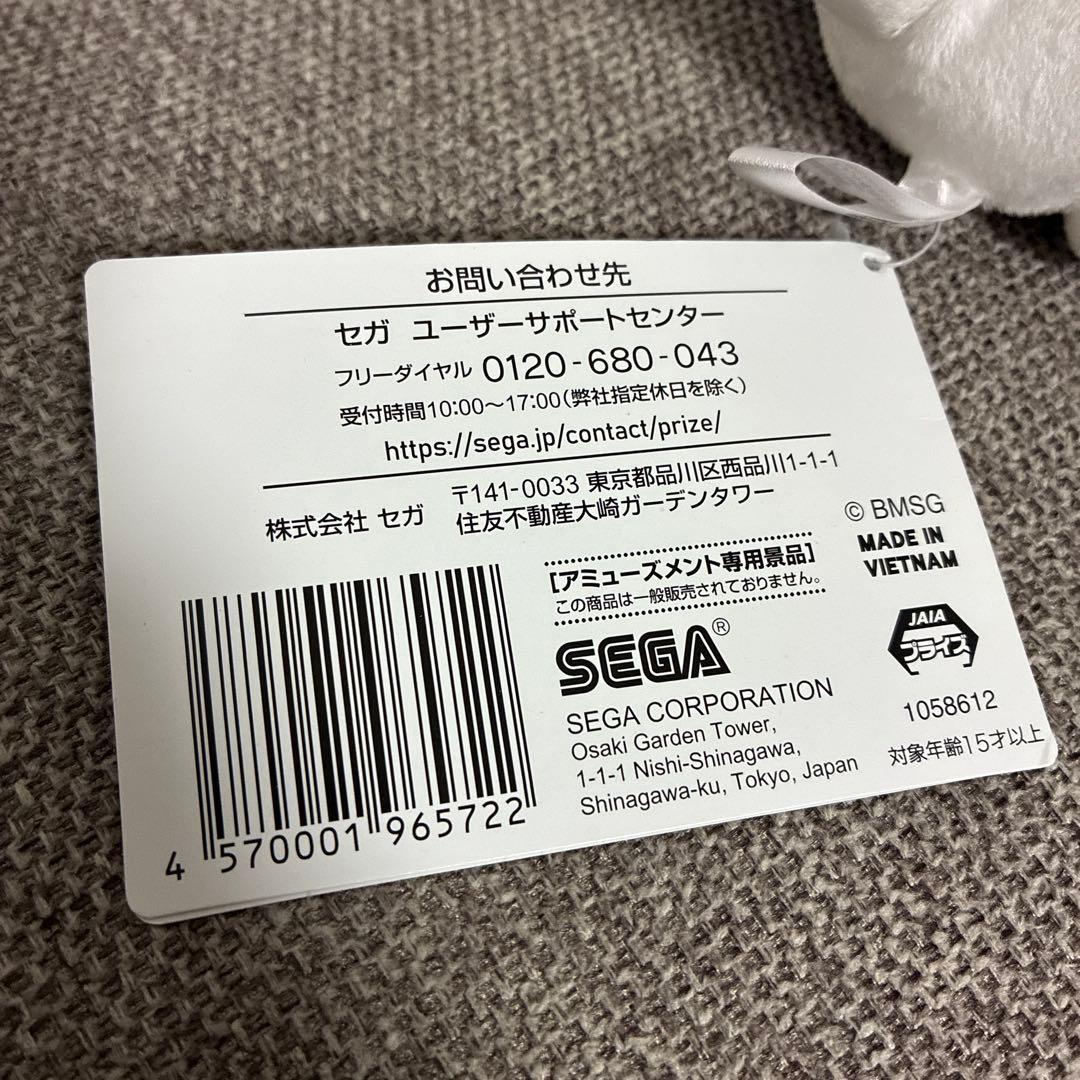 お問い合わせ先
セガ ユーザーサポートセンター
フリーダイヤル 0120-680-043
受付時間10:00〜17:00(弊社指定休日を除く)
https://sega.jp/contact/prize/
株式会社 セガ
〒141-0033 東京都品川区西品川1-1-1
住友不動産大崎ガーデンタワー
© BMSG
MADE IN
VIETNAM
[アミューズメント専用景品]
この商品は一般販売されておりません。
SEGA®
SEGA CORPORATION
Osaki Garden Tower,
1-1-1 Nishi-Shinagawa,
Shinagawa-ku, Tokyo, Japan
JAIA
プライズ
1058612
対象年齢15才以上
4 570001 965722